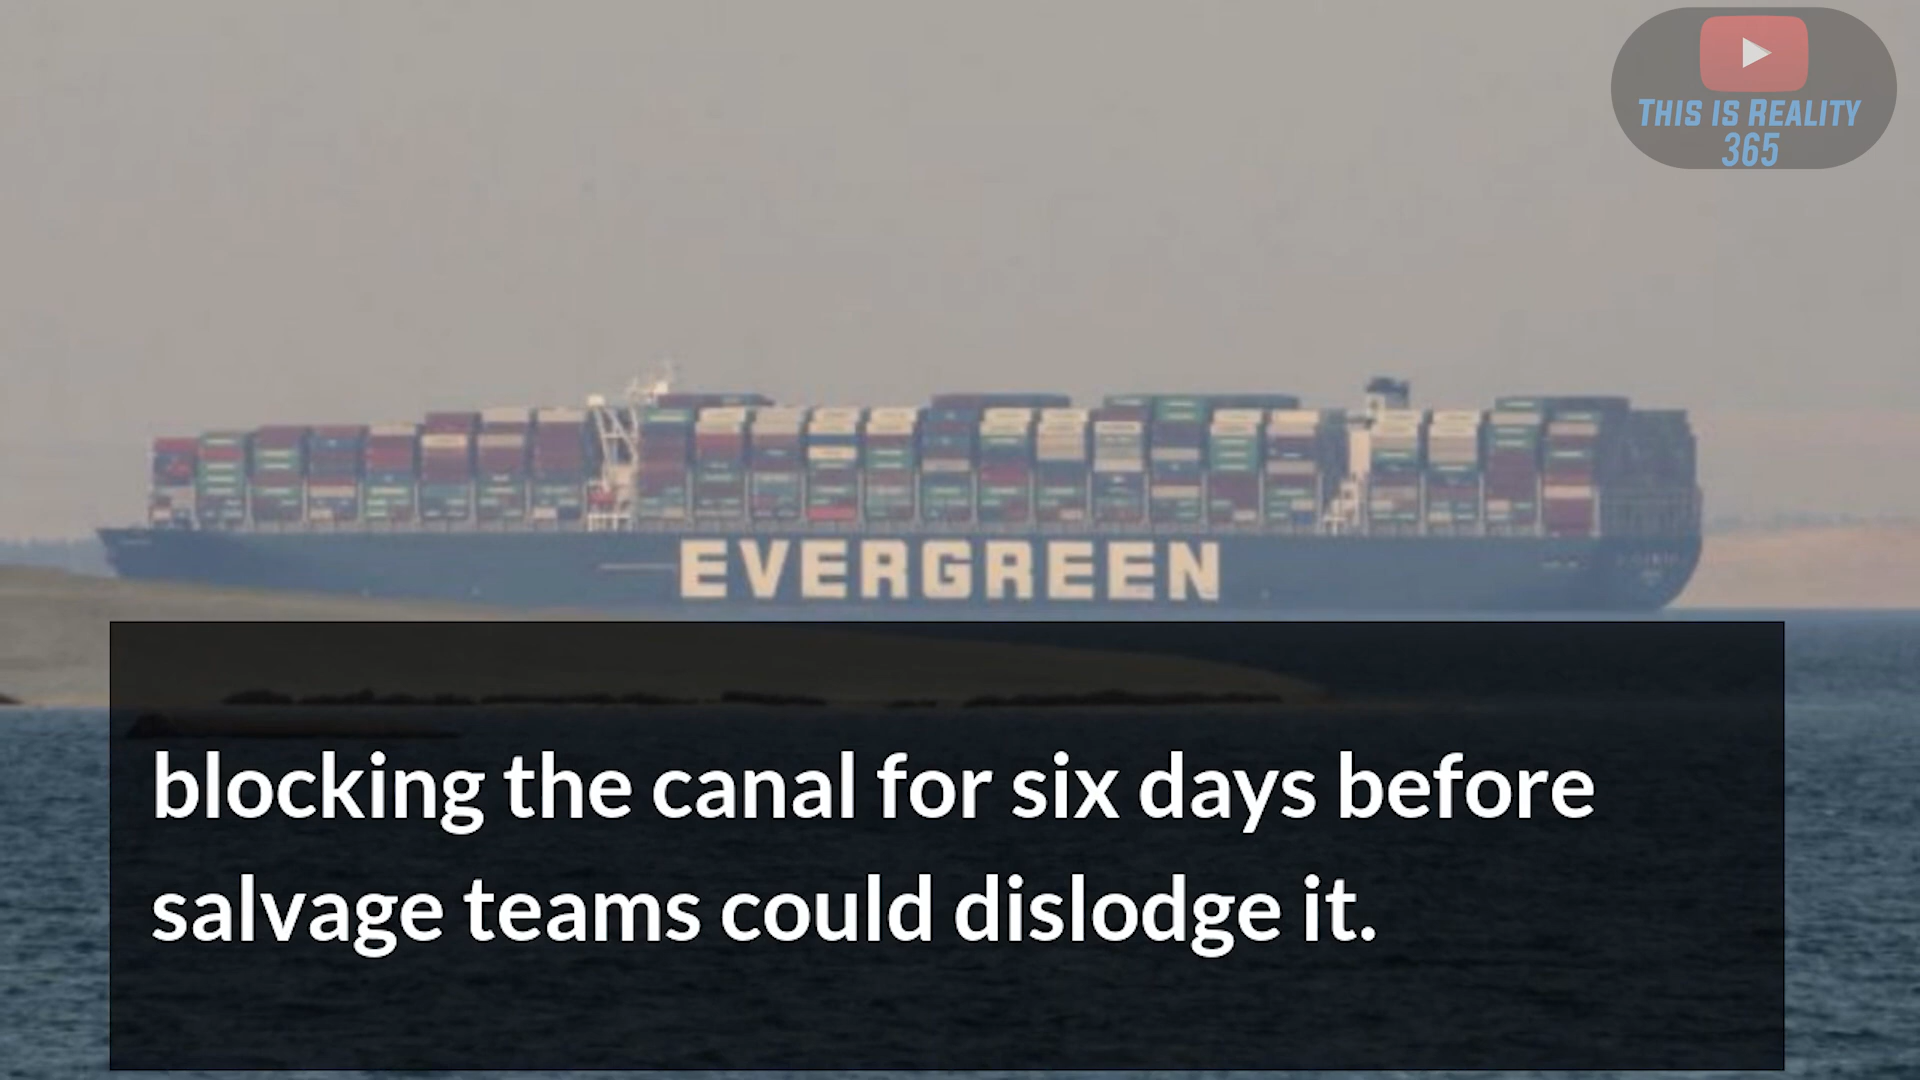 THIS IS REALITY
365
EVERGREEN
blocking the canal for six days before
salvage teams could dislodge it.